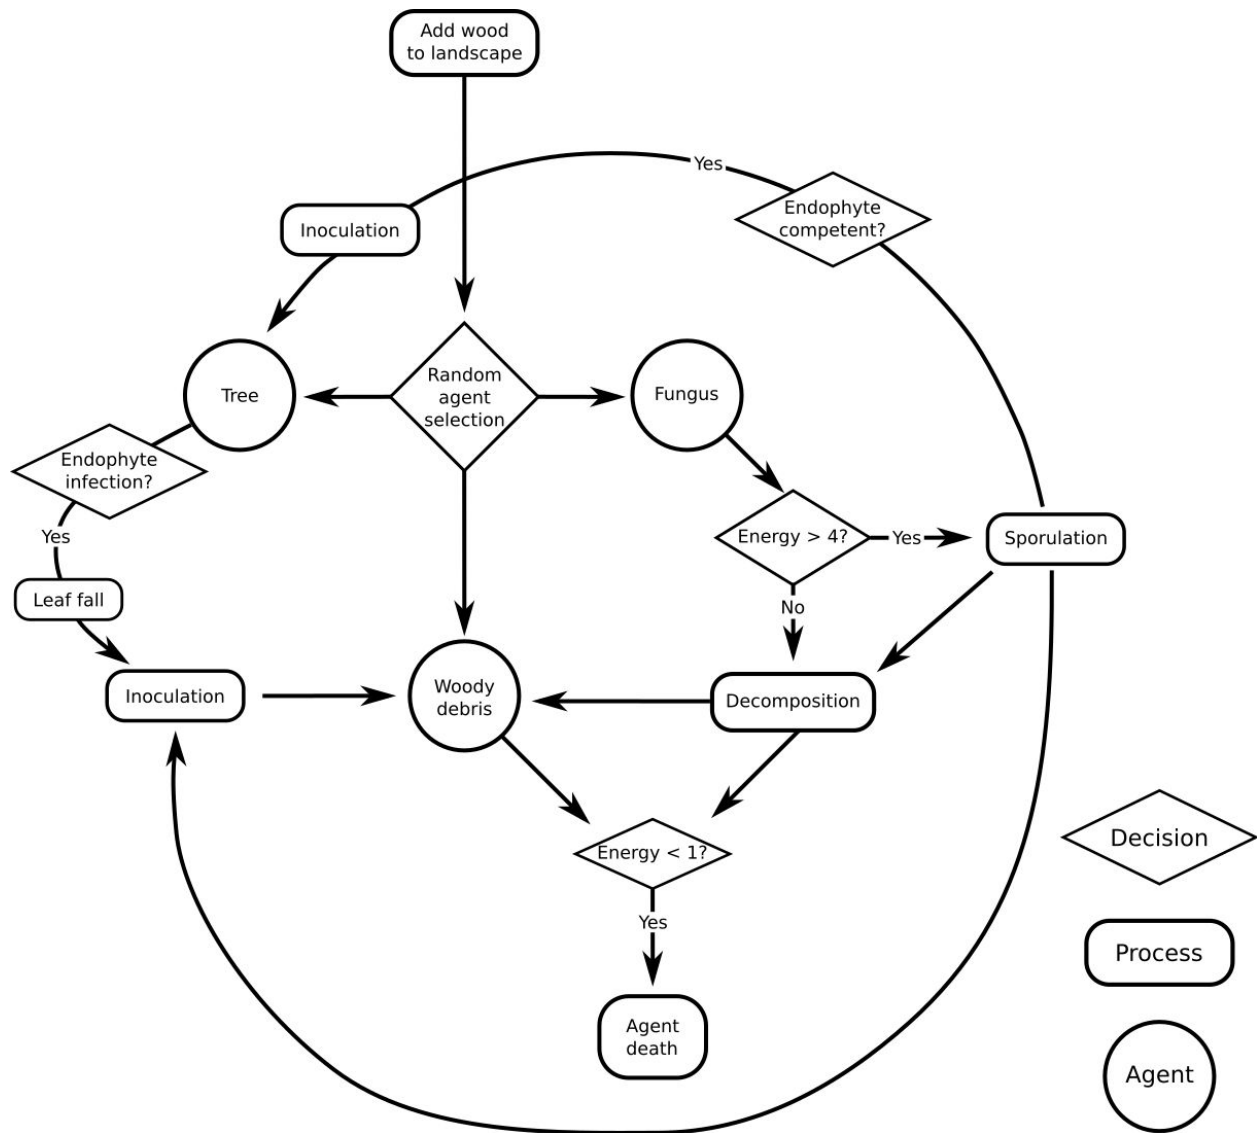 Add wood
to landscape
Yes
Endophyte
competent?
Inoculation
Random
agent
selection
Tree
Fungus
Endophyte
infection?
Yes
Energy > 4?
Yes
Sporulation
No
Leaf fall
Inoculation
Woody
debris
Decomposition
Energy < 1?
Yes
Agent
death
Decision
Process
Agent